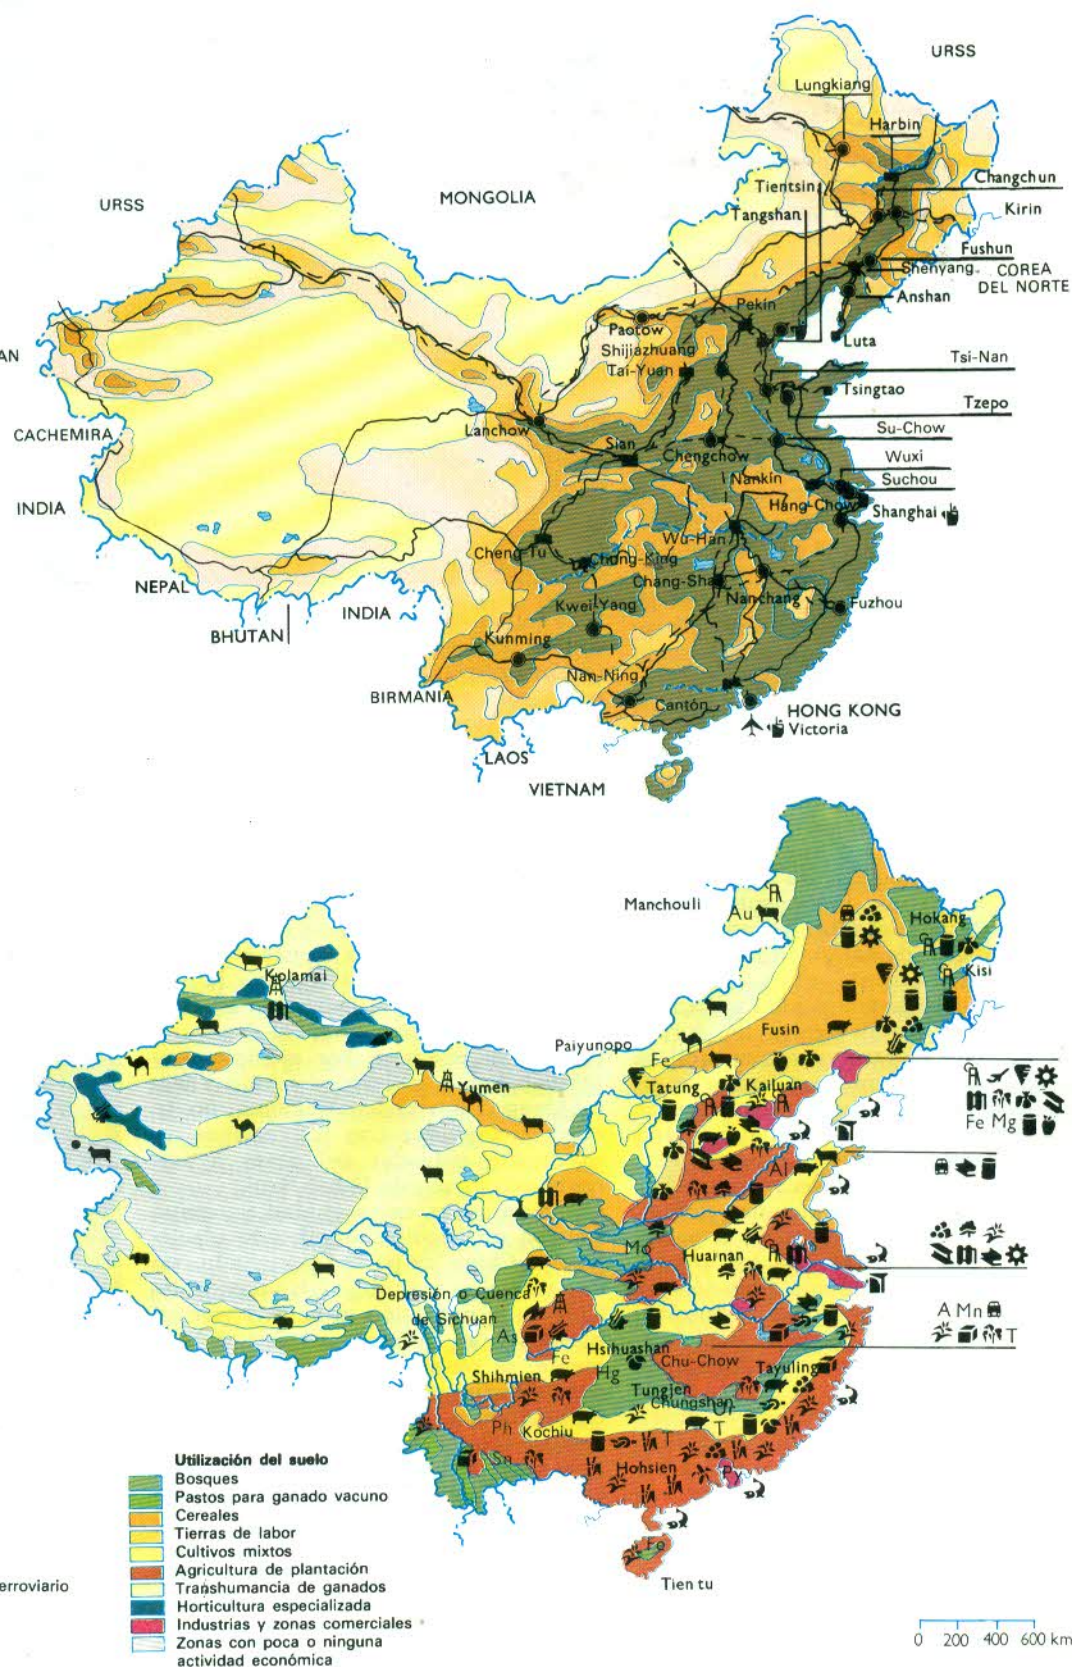 URSS
Lungkiang
Harbin
Changchun
Tientsin
Tangshan
Kirin
URSS
MONGOLIA
Fushun
Shenyang
COREA
DEL NORTE
Anshan
Pekin
Paotow
Luta
Shijiazhuang
AN
Tai-Yuan
Tsi-Nan
Tsingtao
Tzepo
CACHEMIRA
Lanchow
Sian
Chengchow
Su-Chow
Wuxi
Nankin
Suchou
INDIA
Hang-Chow
Shanghai
Wu-Han
Cheng-Tu
Chung-King
Chang-Sha
NEPAL
Nanchang
Kwei-Yang
Fuzhou
INDIA
BHUTAN
Kunming
Nan-Ning
BIRMANIA
Cantón
HONG KONG
Victoria
LAOS
VIETNAM
Manchouli
Au
Hokang
Kolamai
Kisi
Fusin
Paiyunopo
Fe
Yumen
Tatung
Kailuan
Fe Mg
Al
Mo
Huainan
Depresión o Cuenca
de Sichuan
As
A Mn
T
Hsihuashan
Fe
Chu-Chow
Shihmien
Hg
Tayuling
Tungjen
Chungshan
Ur
Ph
Kochiu
T
T
Sn
Hohsien
P
Fe
Tien tu
Utilización del suelo
Bosques
Pastos para ganado vacuno
Cereales
Tierras de labor
Cultivos mixtos
Agricultura de plantación
erroviario
Transhumancia de ganados
Horticultura especializada
Industrias y zonas comerciales
Zonas con poca o ninguna
actividad económica
0 200 400 600 km